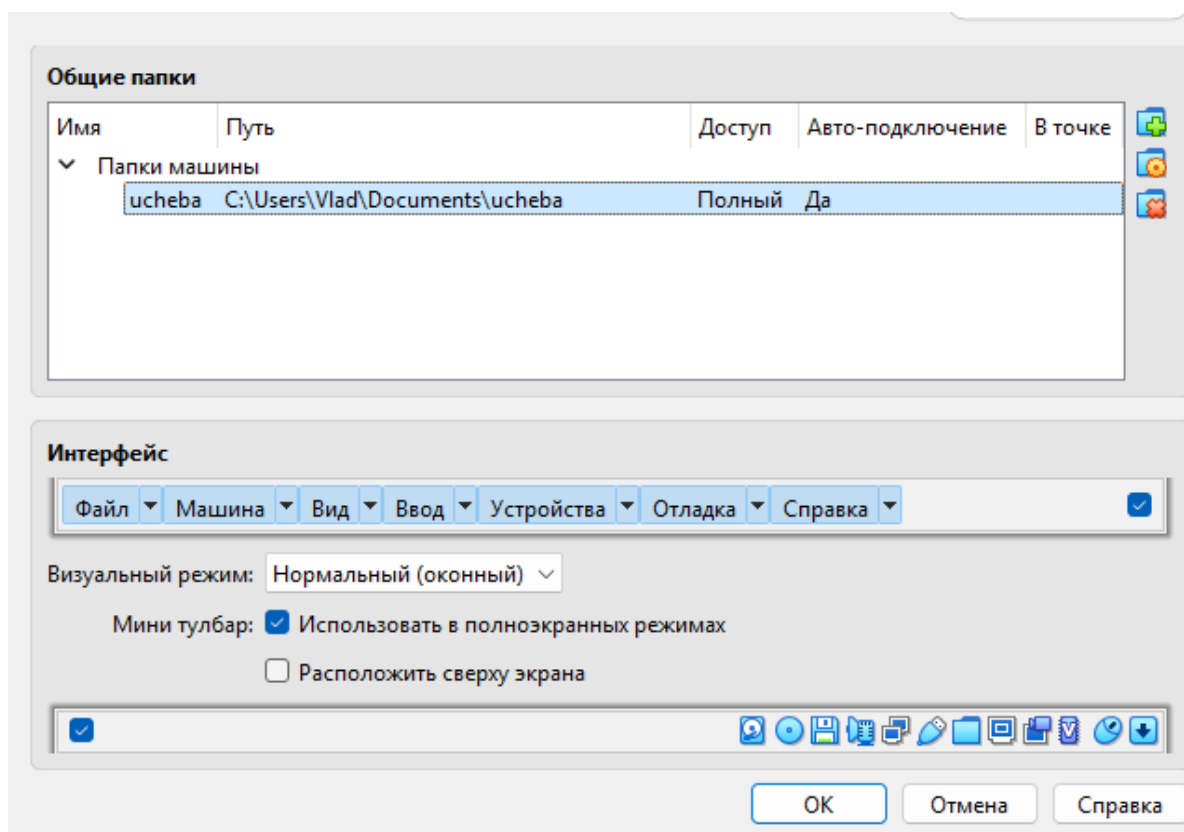 Общие папки
Имя Путь Доступ Авто-подключение В точке
Папки машины
ucheba C:\Users\Vlad\Documents\ucheba Полный Да
Интерфейс
Файл Машина Вид Ввод Устройства Отладка Справка
Визуальный режим: Нормальный (оконный)
Мини тулбар: Использовать в полноэкранных режимах
Расположить сверху экрана
OK Отмена Справка